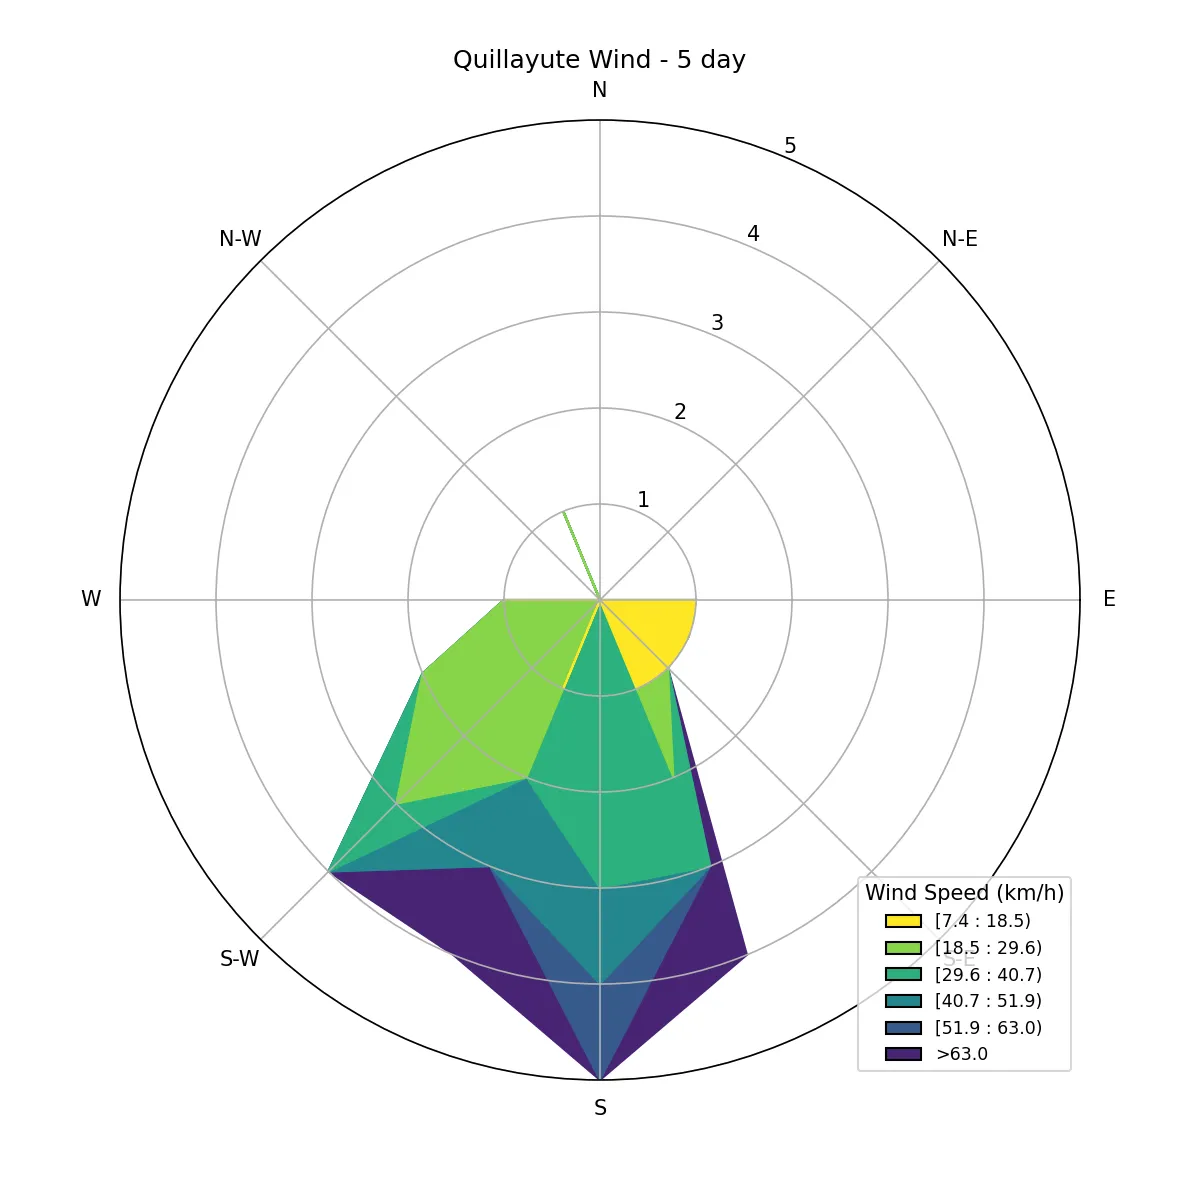 Quillayute Wind - 5 day
N
5
N-W
N-E
4
3
2
1
W
E
Wind Speed (km/h)
[7.4 : 18.5)
[18.5 : 29.6)
S-W
S-E
[29.6 : 40.7)
[40.7 : 51.9)
[51.9 : 63.0)
>63.0
S